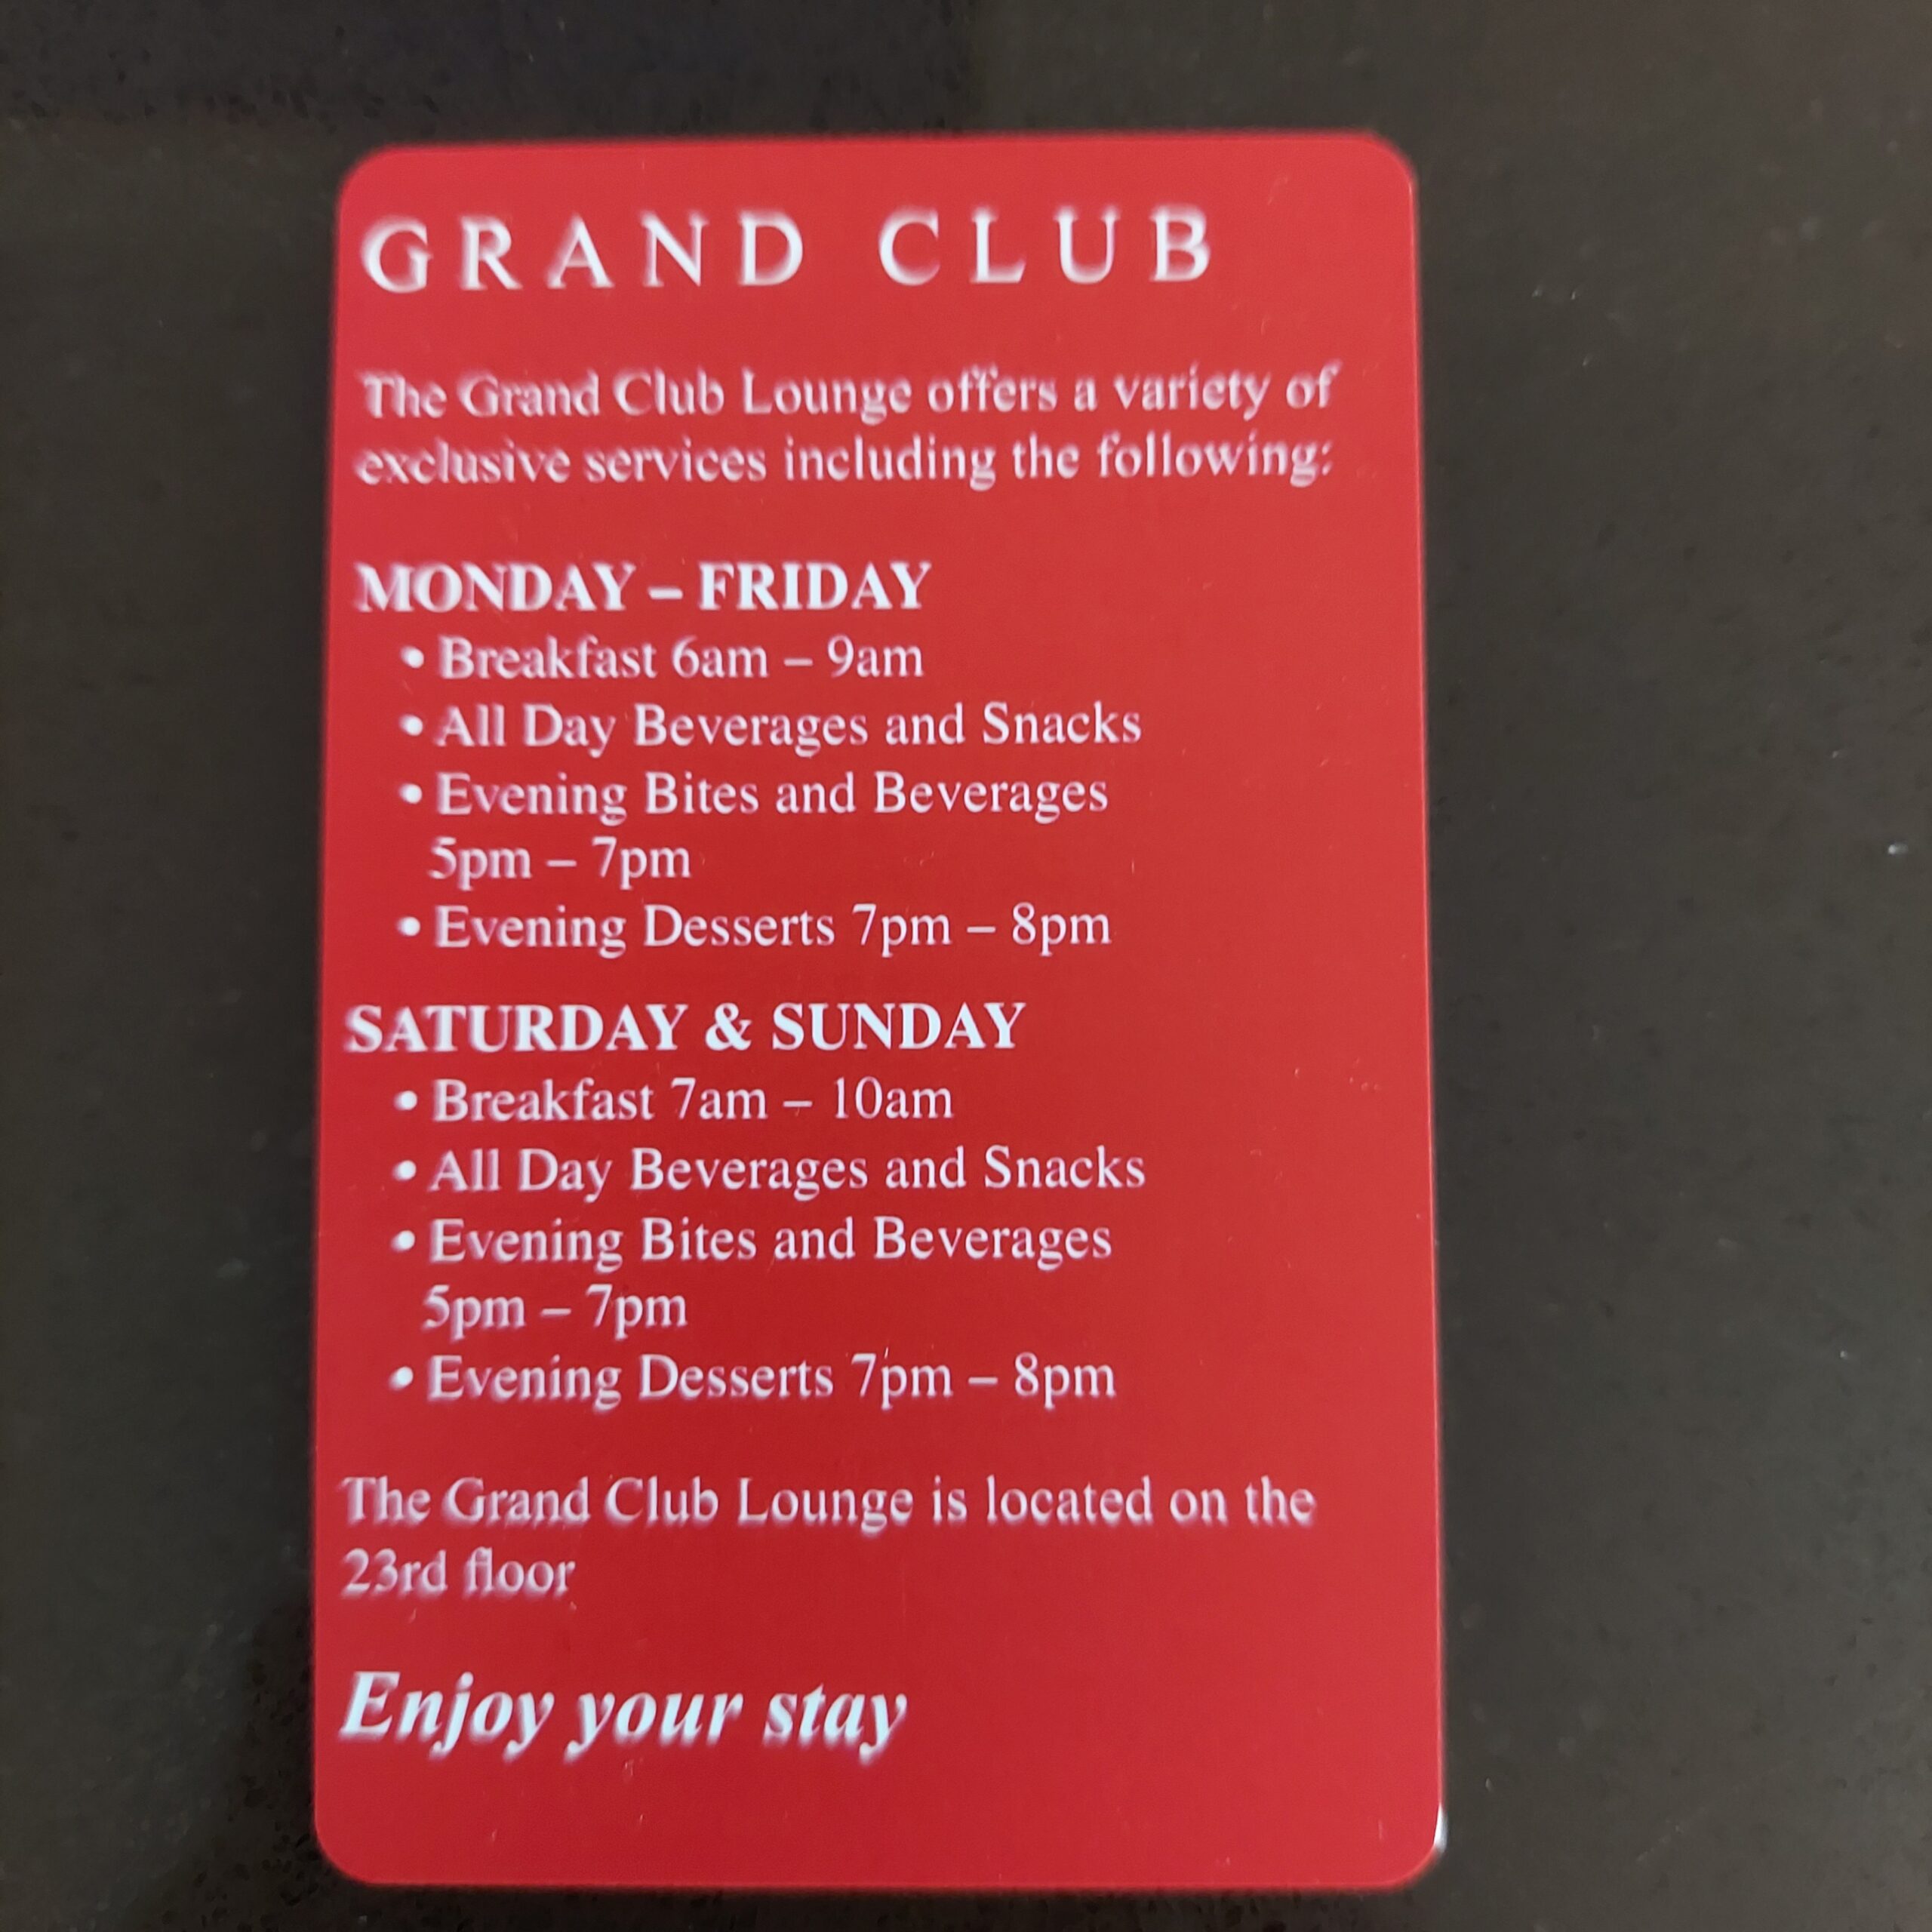 GRAND CLUB
The Grand Club Lounge offers a variety of
exclusive services including the following:
MONDAY – FRIDAY
• Breakfast 6am – 9am
• All Day Beverages and Snacks
• Evening Bites and Beverages
5pm – 7pm
• Evening Desserts 7pm – 8pm
SATURDAY & SUNDAY
• Breakfast 7am – 10am
• All Day Beverages and Snacks
• Evening Bites and Beverages
5pm – 7pm
• Evening Desserts 7pm – 8pm
The Grand Club Lounge is located on the
23rd floor
Enjoy your stay